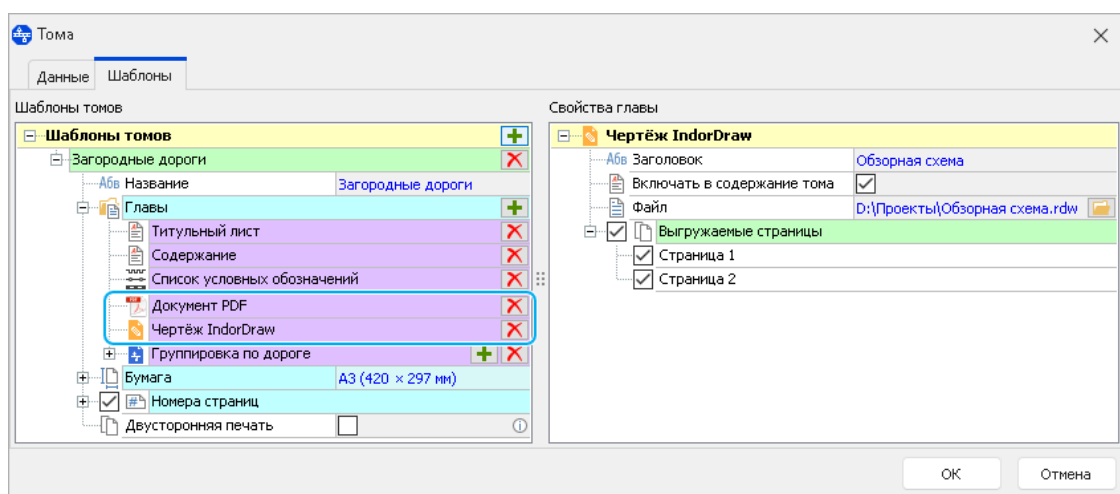 Тома
Данные Шаблоны
Шаблоны томов
Шаблоны томов
Загородные дороги
Абв Название Загородные дороги
Главы
Титульный лист
Содержание
Список условных обозначений
Документ PDF
Чертёж IndorDraw
Группировка по дороге
Бумага А3 (420 × 297 мм)
Номера страниц
Двусторонняя печать
Свойства главы
Чертёж IndorDraw
Абв Заголовок Обзорная схема
Включать в содержание тома
Файл D:\Проекты\Обзорная схема.rdw
Выгружаемые страницы
Страница 1
Страница 2
ОК Отмена